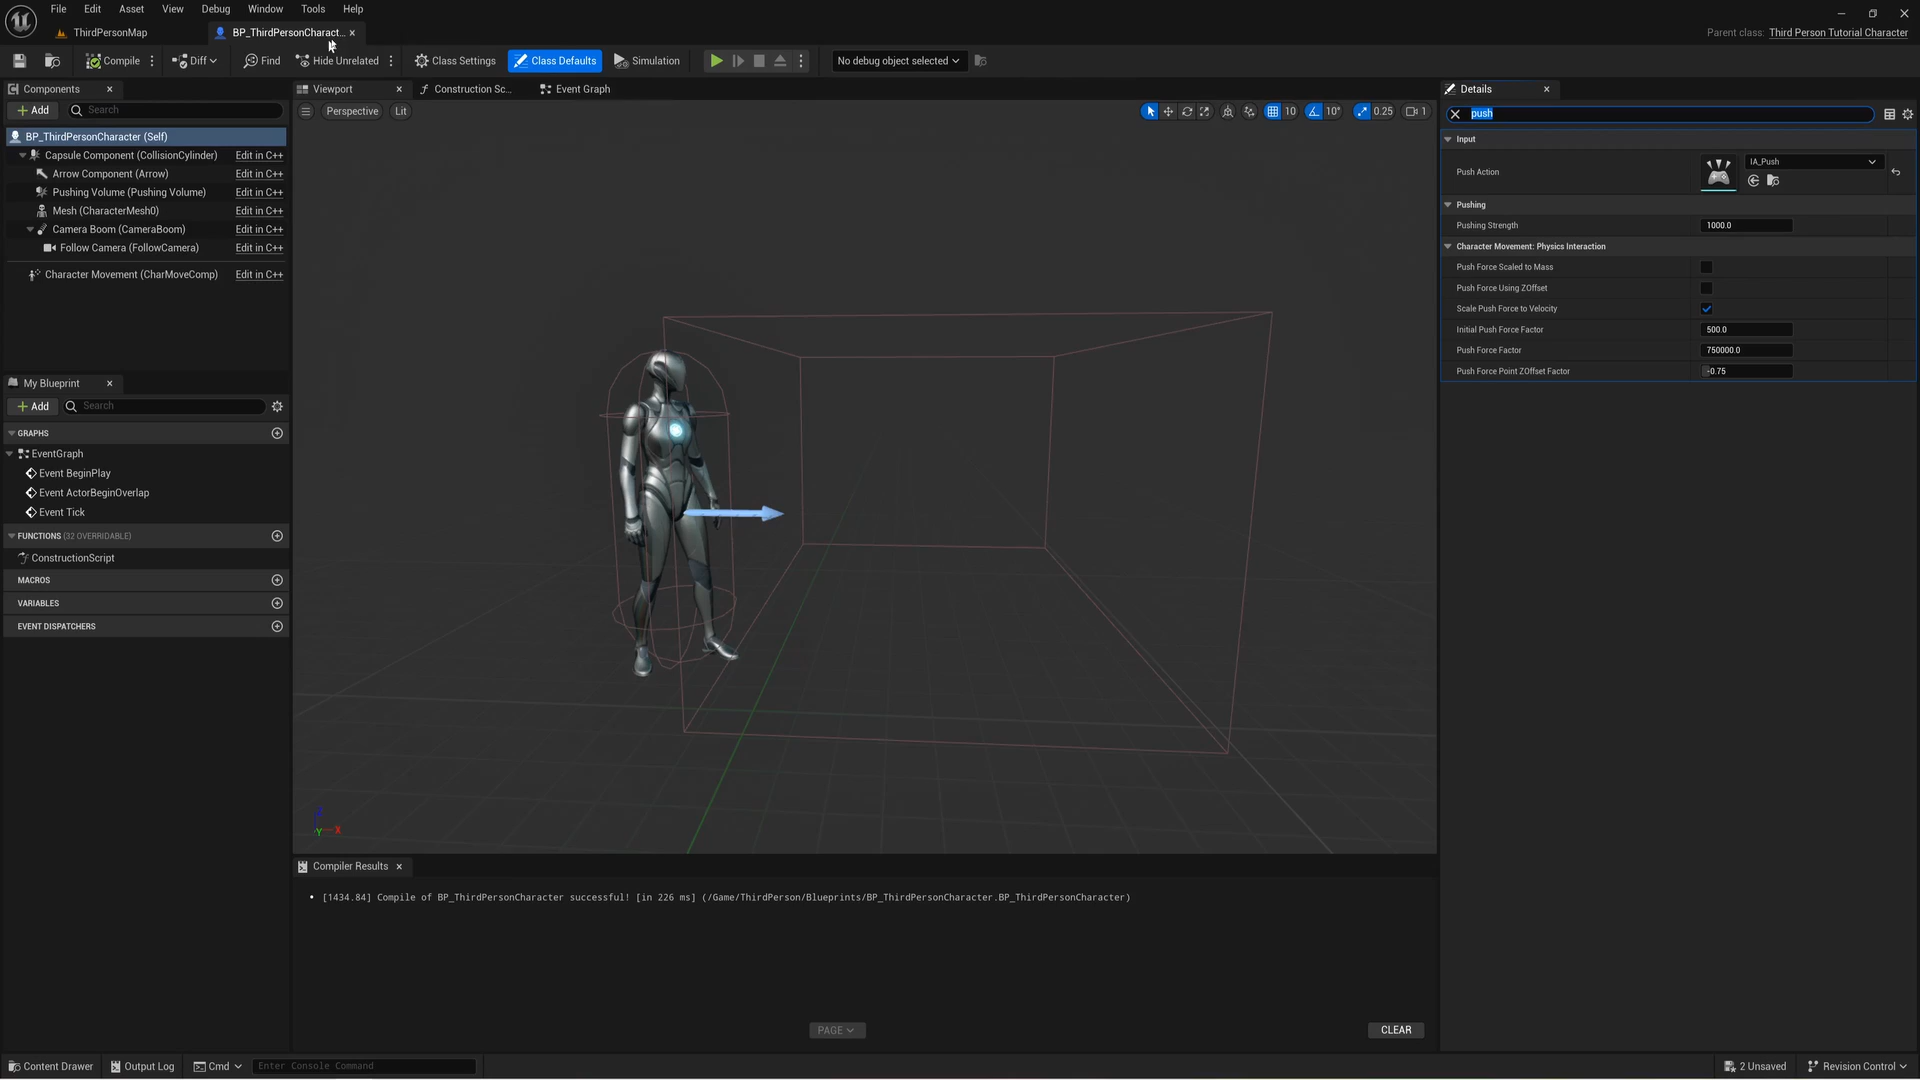 File Edit View Asset Debug Window Tools Help
ThirdPersonMap
BP_ThirdPersonCharact...
Parent class: Third Person Tutorial Character
Compile
Diff
Find
Hide Unrelated
Class Settings
Class Defaults
Simulation
No debug object selected
Components
Add
Search
BP_ThirdPersonCharacter (Self)
Capsule Component (CollisionCylinder) Edit in C++
Arrow Component (Arrow) Edit in C++
Pushing Volume (Pushing Volume) Edit in C++
Mesh (CharacterMesh0) Edit in C++
Camera Boom (CameraBoom) Edit in C++
Follow Camera (FollowCamera) Edit in C++
Character Movement (CharMoveComp) Edit in C++
My Blueprint
Add
Search
GRAPHS
EventGraph
Event BeginPlay
Event ActorBeginOverlap
Event Tick
FUNCTIONS (32 OVERRIDABLE)
ConstructionScript
MACROS
VARIABLES
EVENT DISPATCHERS
Viewport
Construction Sc...
Event Graph
Perspective
Lit
10
10°
0.25
1
Y X
Compiler Results
• [1434.84] Compile of BP_ThirdPersonCharacter successful! [in 226 ms] (/Game/ThirdPerson/Blueprints/BP_ThirdPersonCharacter.BP_ThirdPersonCharacter)
PAGE
CLEAR
Details
push
Input
Push Action
IA_Push
Pushing
Pushing Strength 1000.0
Character Movement: Physics Interaction
Push Force Scaled to Mass
Push Force Using ZOffset
Scale Push Force to Velocity
Initial Push Force Factor 500.0
Push Force Factor 750000.0
Push Force Point ZOffset Factor -0.75
Content Drawer
Output Log
Cmd
Enter Console Command
2 Unsaved
Revision Control